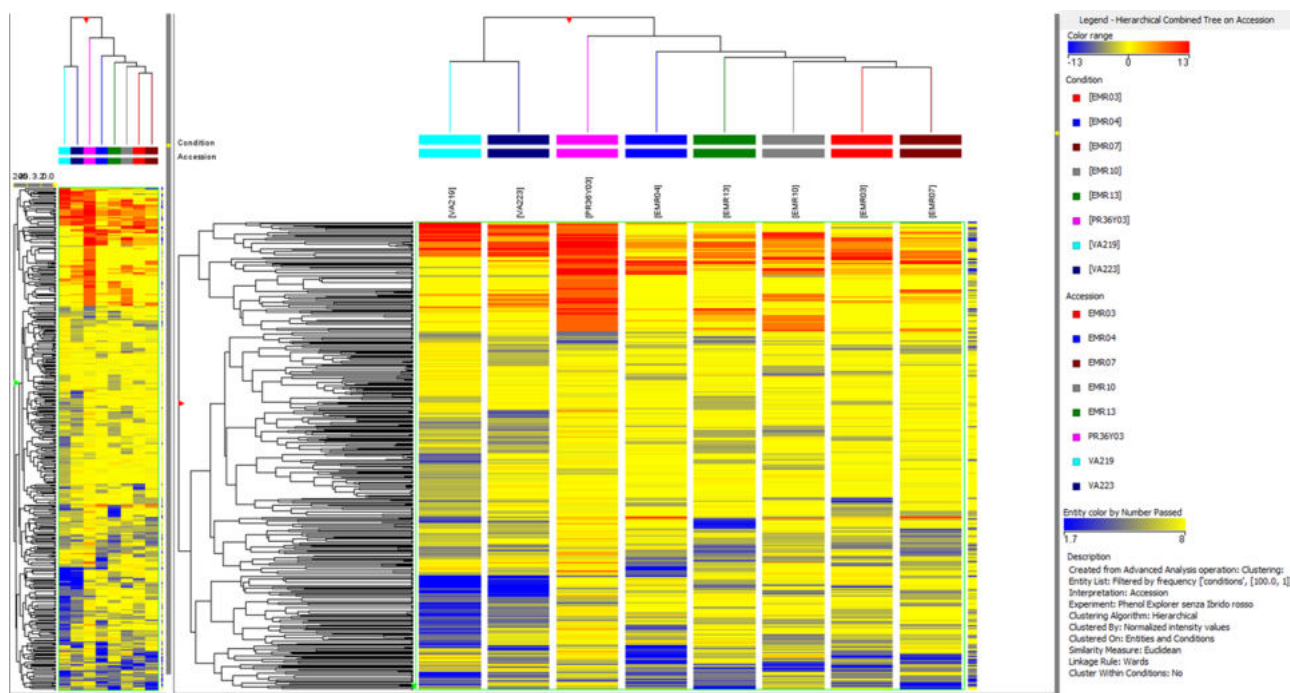 Legend - Hierarchical Combined Tree on Accession
Color range
-13 0 13
Condition
[EMR03]
[EMR04]
[EMR07]
[EMR10]
[EMR13]
[PR36Y03]
[VA219]
[VA223]
Accession
EMR03
EMR04
EMR07
EMR10
EMR13
PR36Y03
VA219
VA223
Entity color by Number Passed
1.7 8
Description
Created from Advanced Analysis operation: Clustering:
Entity List: Filtered by frequency ['conditions', [100.0, 1]]
Interpretation: Accession
Experiment: Phenol Explorer senza Ibrido rosso
Clustering Algorithm: Hierarchical
Clustered By: Normalized intensity values
Clustered On: Entities and Conditions
Similarity Measure: Euclidean
Linkage Rule: Wards
Cluster Within Conditions: No
Condition
Accession
[VA219]
[VA223]
[PR36Y03]
[EMR04]
[EMR13]
[EMR10]
[EMR03]
[EMR07]